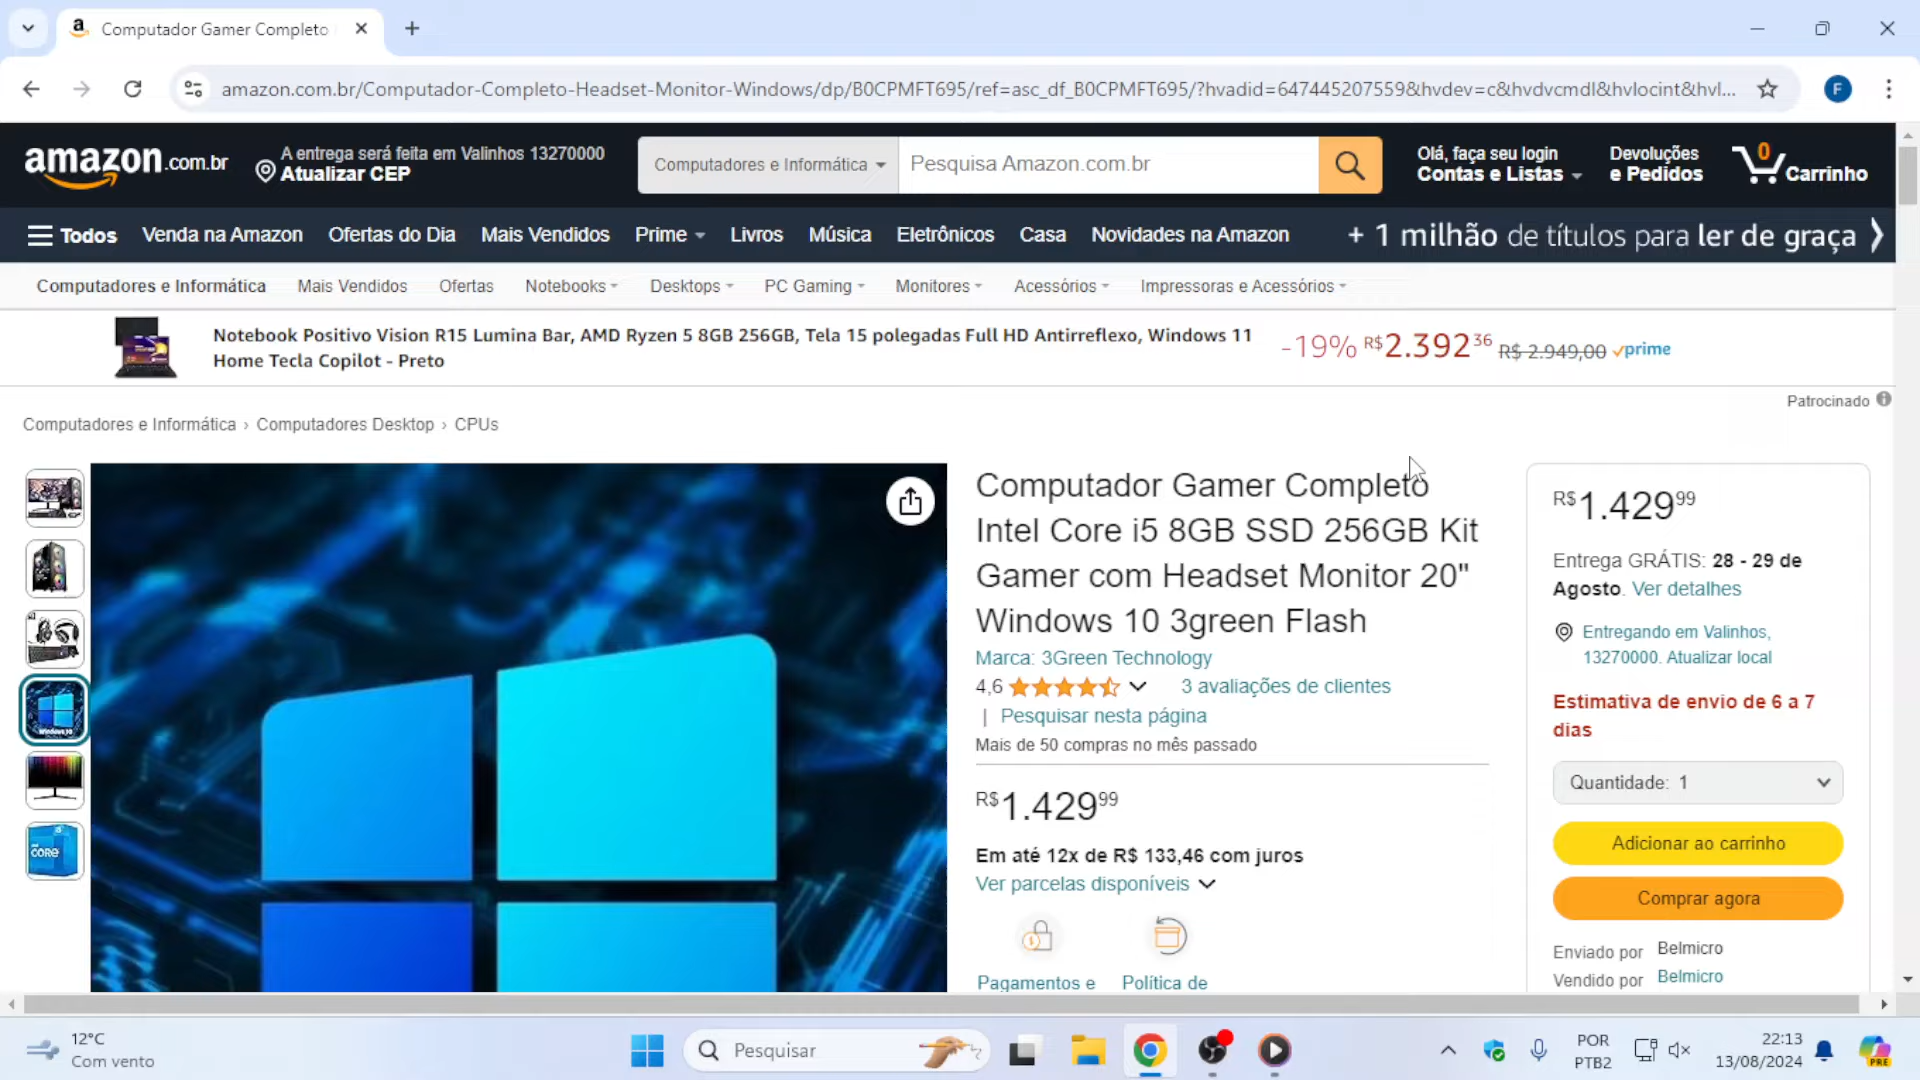 Computador Gamer Completo
amazon.com.br/Computador-Completo-Headset-Monitor-Windows/dp/B0CPMFT695/ref=asc_df_B0CPMFT695/?hvadid=647445207559&hvdev=c&hvdvcmdl&hvlocint&hvl...
F
amazon.com.br
A entrega será feita em Valinhos 13270000
Atualizar CEP
Computadores e Informática
Pesquisa Amazon.com.br
Olá, faça seu login
Contas e Listas
Devoluções
e Pedidos
0
Carrinho
Todos
Venda na Amazon
Ofertas do Dia
Mais Vendidos
Prime
Livros
Música
Eletrônicos
Casa
Novidades na Amazon
+ 1 milhão de títulos para ler de graça
Computadores e Informática
Mais Vendidos
Ofertas
Notebooks
Desktops
PC Gaming
Monitores
Acessórios
Impressoras e Acessórios
Notebook Positivo Vision R15 Lumina Bar, AMD Ryzen 5 8GB 256GB, Tela 15 polegadas Full HD Antirreflexo, Windows 11
Home Tecla Copilot - Preto
-19% R$2.39236 R$ 2.949,00 prime
Patrocinado
Computadores e Informática › Computadores Desktop › CPUs
Windows 10
CORE
Computador Gamer Completo
Intel Core i5 8GB SSD 256GB Kit
Gamer com Headset Monitor 20"
Windows 10 3green Flash
Marca: 3Green Technology
4,6
3 avaliações de clientes
| Pesquisar nesta página
Mais de 50 compras no mês passado
R$1.42999
Em até 12x de R$ 133,46 com juros
Ver parcelas disponíveis
Pagamentos e
Política de
R$1.42999
Entrega GRÁTIS: 28 - 29 de
Agosto. Ver detalhes
Entregando em Valinhos,
13270000. Atualizar local
Estimativa de envio de 6 a 7
dias
Quantidade: 1
Adicionar ao carrinho
Comprar agora
Enviado por Belmicro
Vendido por Belmicro
12°C
Com vento
Pesquisar
POR
PTB2
22:13
13/08/2024
PRE